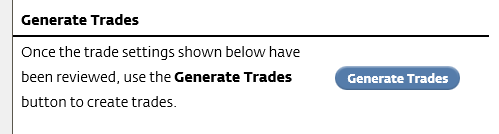 Generate Trades
Once the trade settings shown below have
been reviewed, use the Generate Trades
button to create trades.
Generate Trades